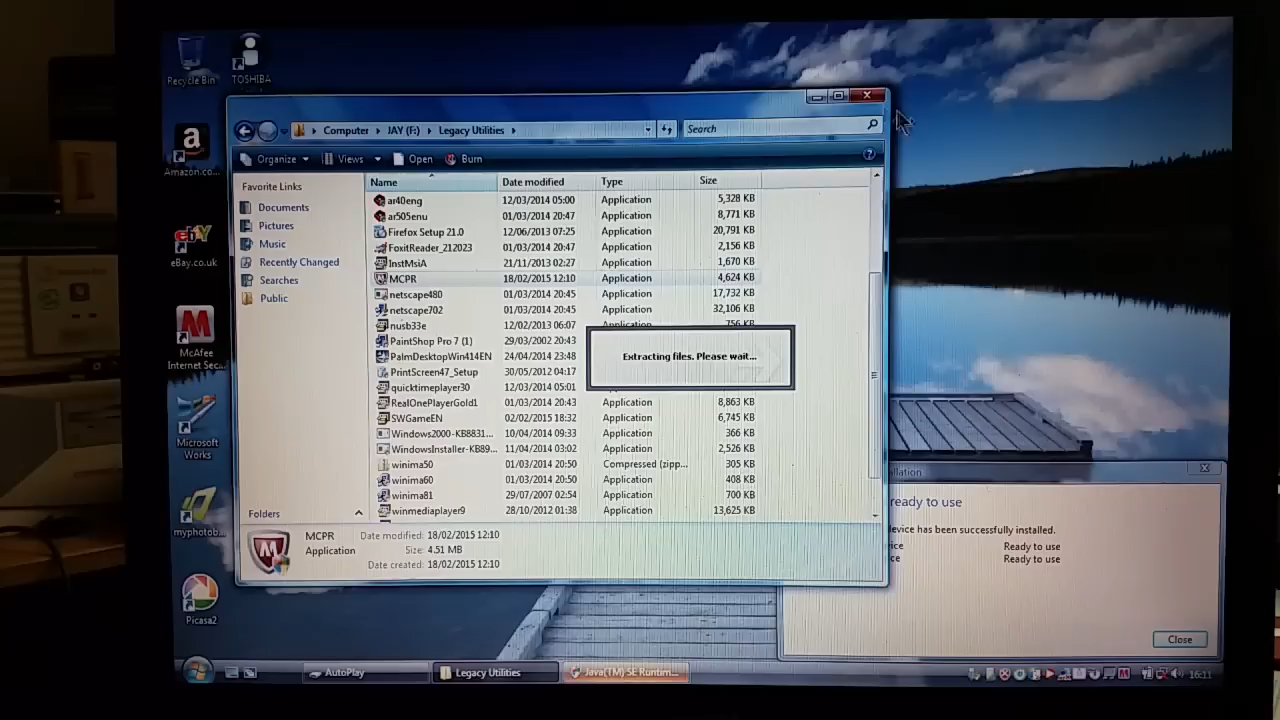 Recycle Bin
TOSHIBA
Amazon.co...
eBay.co.uk
McAfee
Internet Sec...
Microsoft
Works
myphotob...
Picasa2
Computer JAY (F:) Legacy Utilities
Search
Organize Views Open Burn
Favorite Links
Documents
Pictures
Music
Recently Changed
Searches
Public
Folders
Name Date modified Type Size
ar40eng 12/03/2014 05:00 Application 5,328 KB
ar505enu 01/03/2014 20:47 Application 8,771 KB
Firefox Setup 21.0 12/06/2013 07:25 Application 20,791 KB
FoxitReader_212023 01/03/2014 20:47 Application 2,156 KB
InstMsiA 21/11/2013 02:27 Application 1,670 KB
MCPR 18/02/2015 12:10 Application 4,624 KB
netscape480 01/03/2014 20:45 Application 17,732 KB
netscape702 01/03/2014 20:45 Application 32,106 KB
nusb33e 12/02/2013 06:07 Application 756 KB
PaintShop Pro 7 (1) 29/03/2002 20:43
PalmDesktopWin414EN 24/04/2014 23:48
PrintScreen47_Setup 30/05/2012 04:17
quicktimeplayer30 12/03/2014 05:01
RealOnePlayerGold1 01/03/2014 20:43 Application 8,863 KB
SWGameEN 02/02/2015 18:32 Application 6,745 KB
Windows2000-KB8831... 10/04/2014 09:33 Application 366 KB
WindowsInstaller-KB89... 11/04/2014 03:02 Application 2,526 KB
winima50 01/03/2014 20:50 Compressed (zipp... 305 KB
winima60 01/03/2014 20:50 Application 408 KB
winima81 29/07/2007 02:54 Application 700 KB
winmediaplayer9 28/10/2012 01:38 Application 13,625 KB
Extracting files. Please wait...
MCPR Date modified: 18/02/2015 12:10
Application Size: 4.51 MB
Date created: 18/02/2015 12:10
allation
ready to use
device has been successfully installed.
ice Ready to use
ce Ready to use
Close
AutoPlay
Legacy Utilities
Java(TM) SE Runtim...
16:11